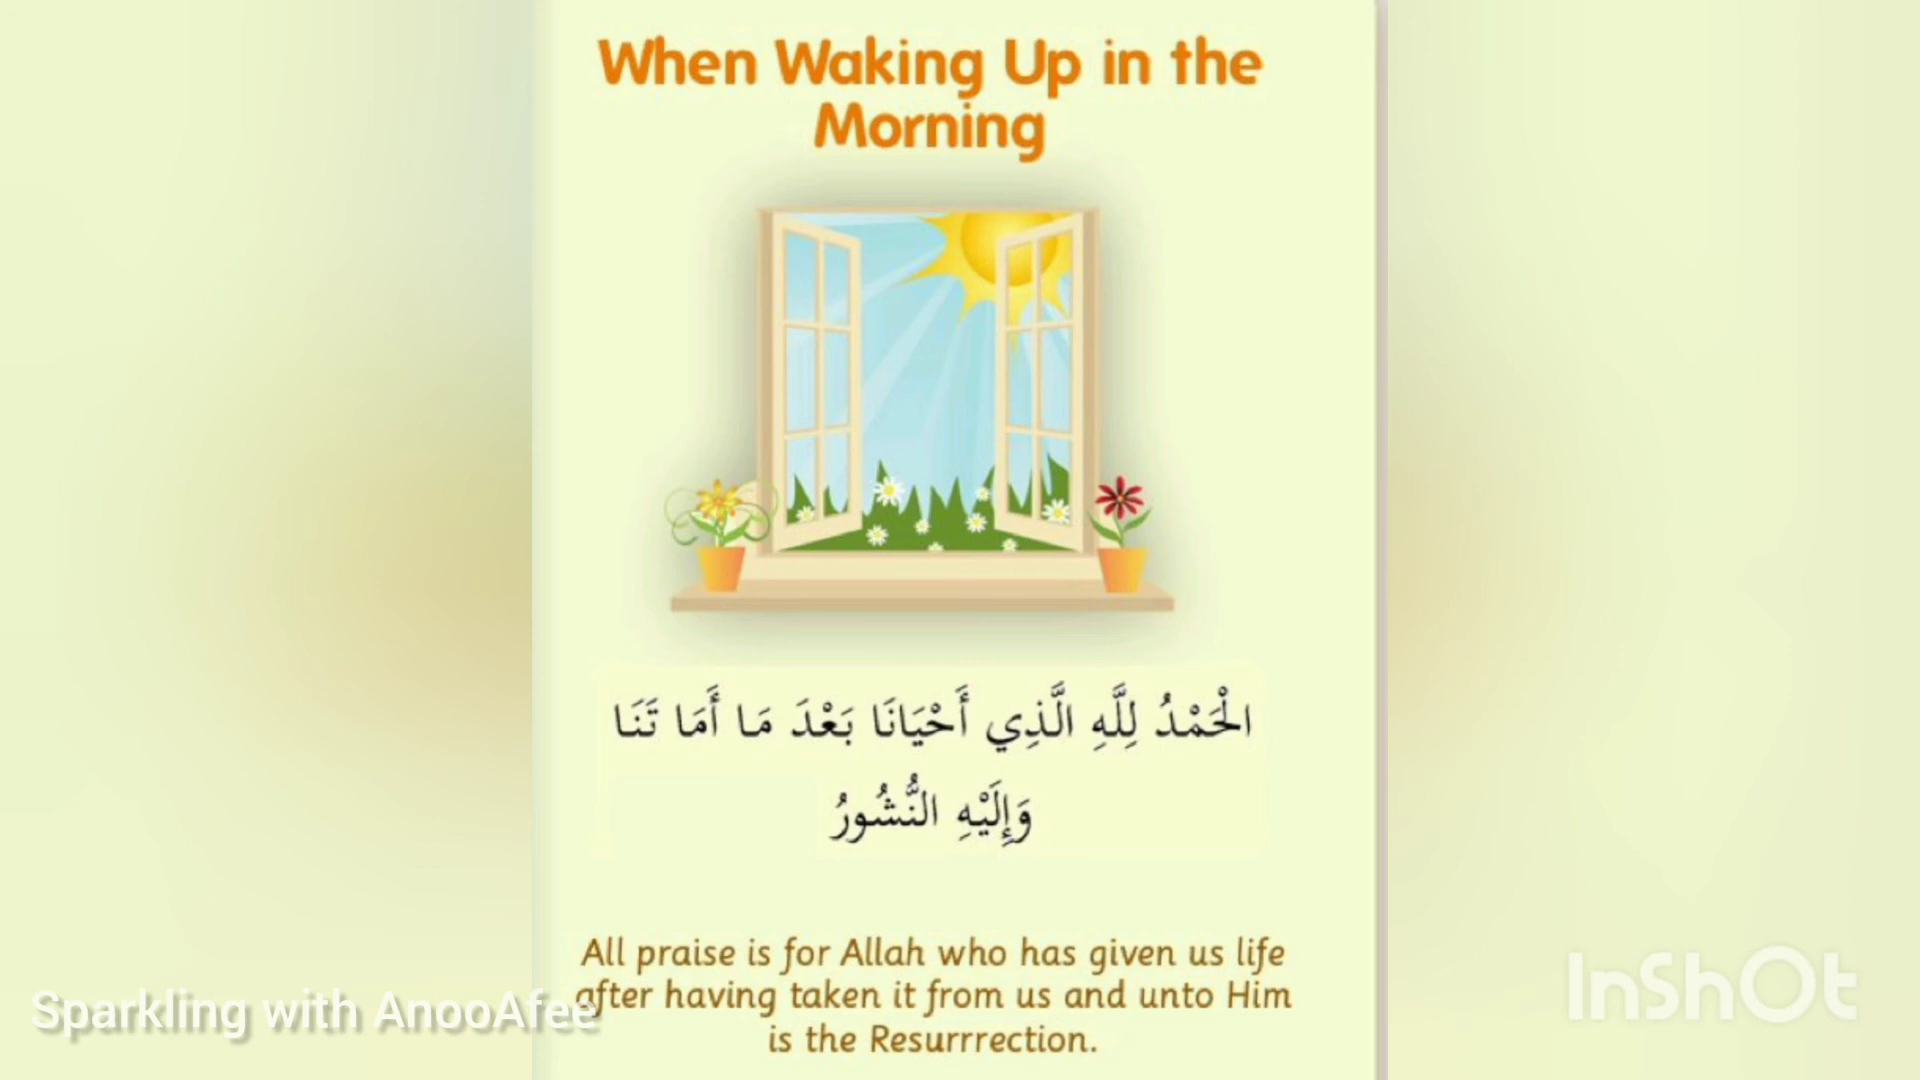 When Waking Up in the
Morning
الْحَمْدُ لِلَّهِ الَّذِي أَحْيَانَا بَعْدَ مَا أَمَا تَنَا
وَإِلَيْهِ النُّشُورُ
All praise is for Allah who has given us life
after having taken it from us and unto Him
is the Resurrrection.
Sparkling with AnooAfee
InShOt